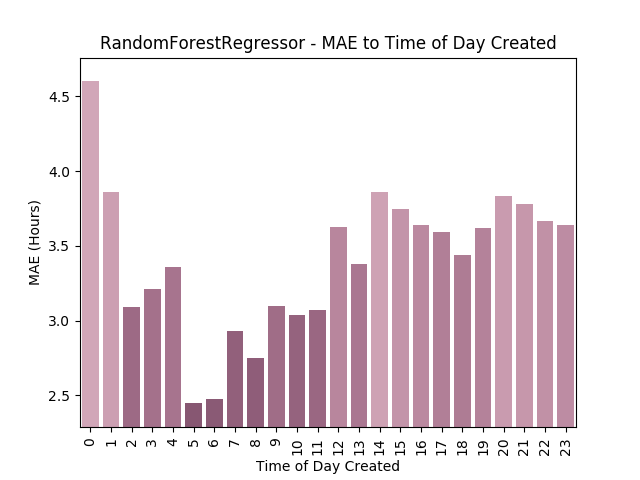 RandomForestRegressor - MAE to Time of Day Created
4.5
4.0
3.5
3.0
2.5
MAE (Hours)
0 1 2 3 4 5 6 7 8 9 10 11 12 13 14 15 16 17 18 19 20 21 22 23
Time of Day Created